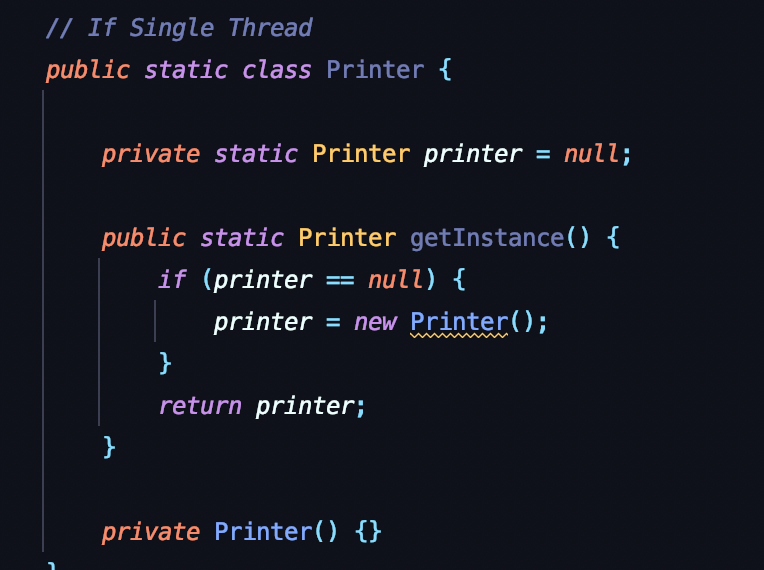 // If Single Thread
public static class Printer {
private static Printer printer = null;
public static Printer getInstance() {
if (printer == null) {
printer = new Printer();
}
return printer;
}
private Printer() {}
}